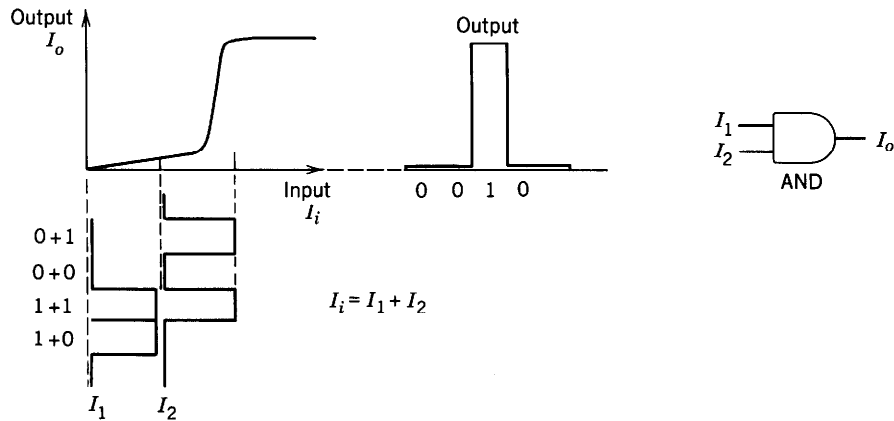 Output
I_o
Input
I_i
Output
0 0 1 0
I_1
I_2
I_o
AND
0+1
0+0
1+1
1+0
I_i = I_1 + I_2
I_1
I_2